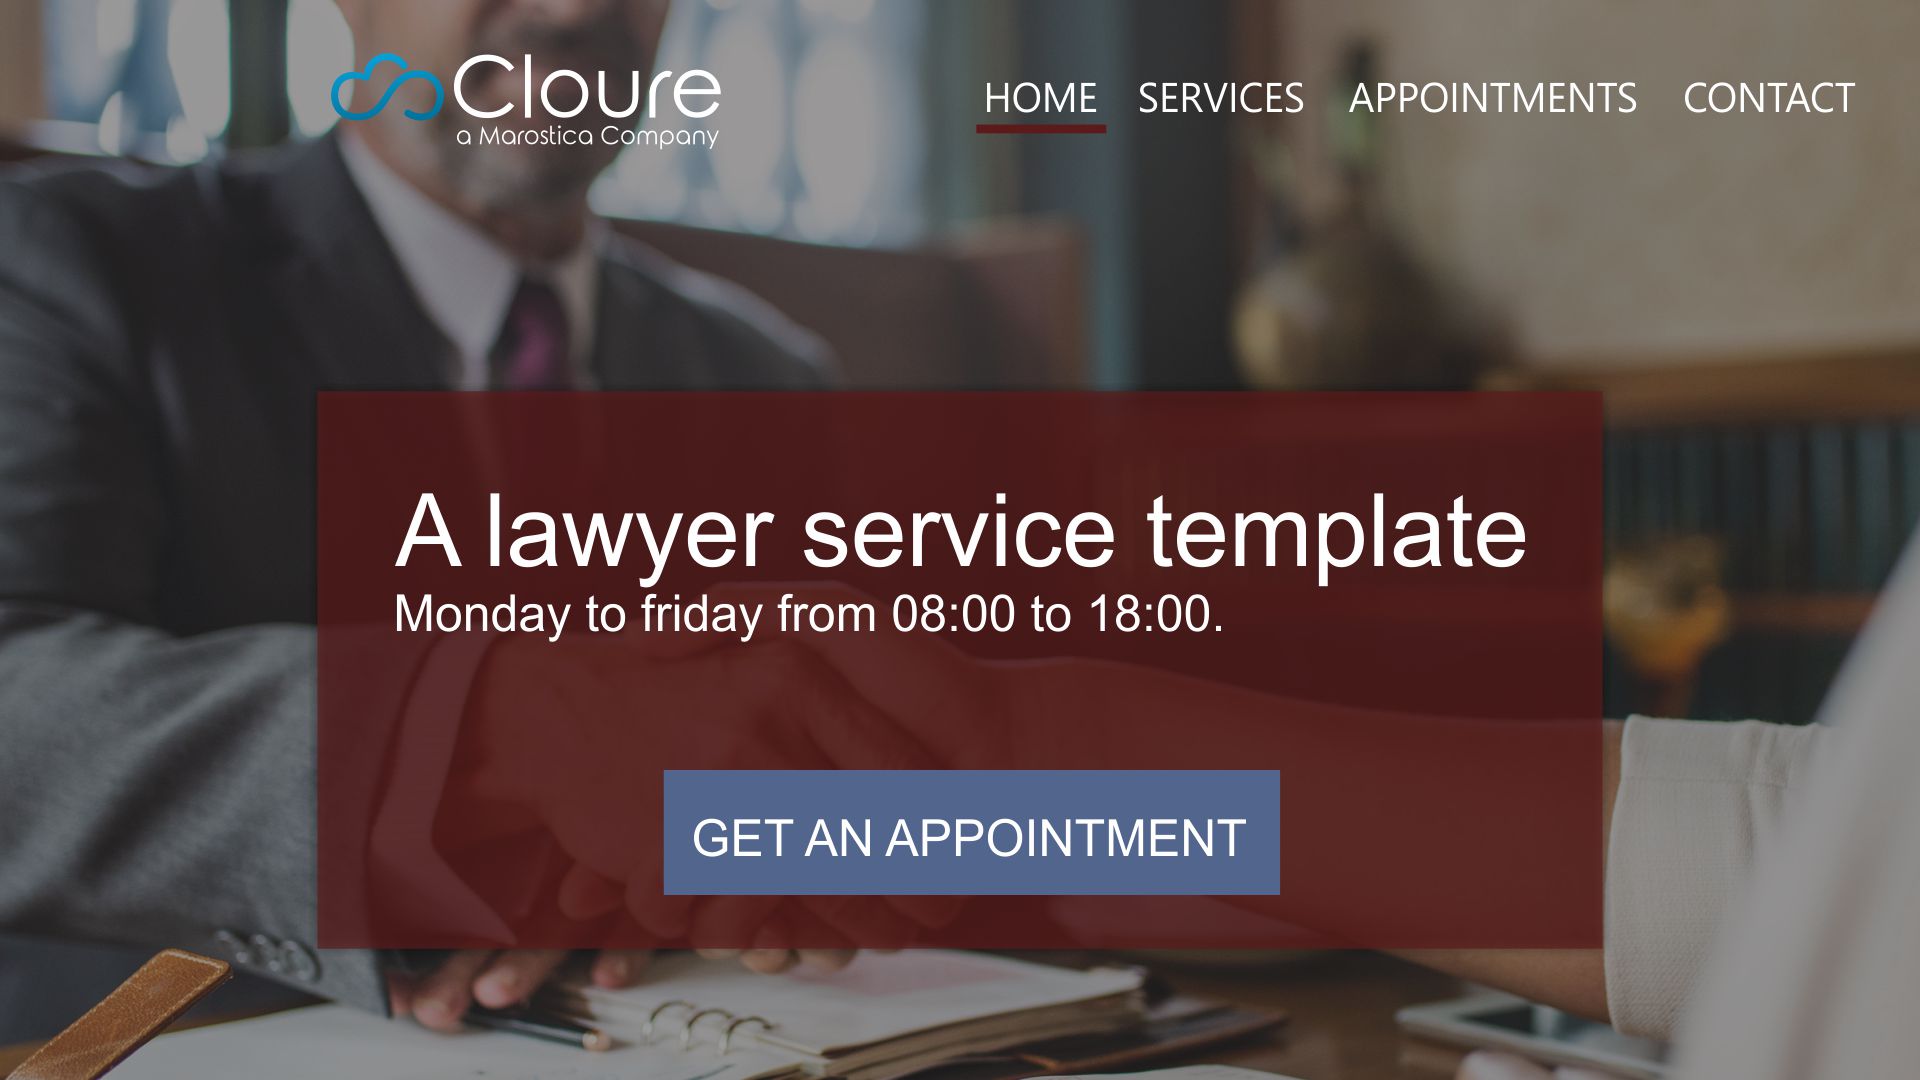 Cloure
a Marostica Company
HOME SERVICES APPOINTMENTS CONTACT
A lawyer service template
Monday to friday from 08:00 to 18:00.
GET AN APPOINTMENT